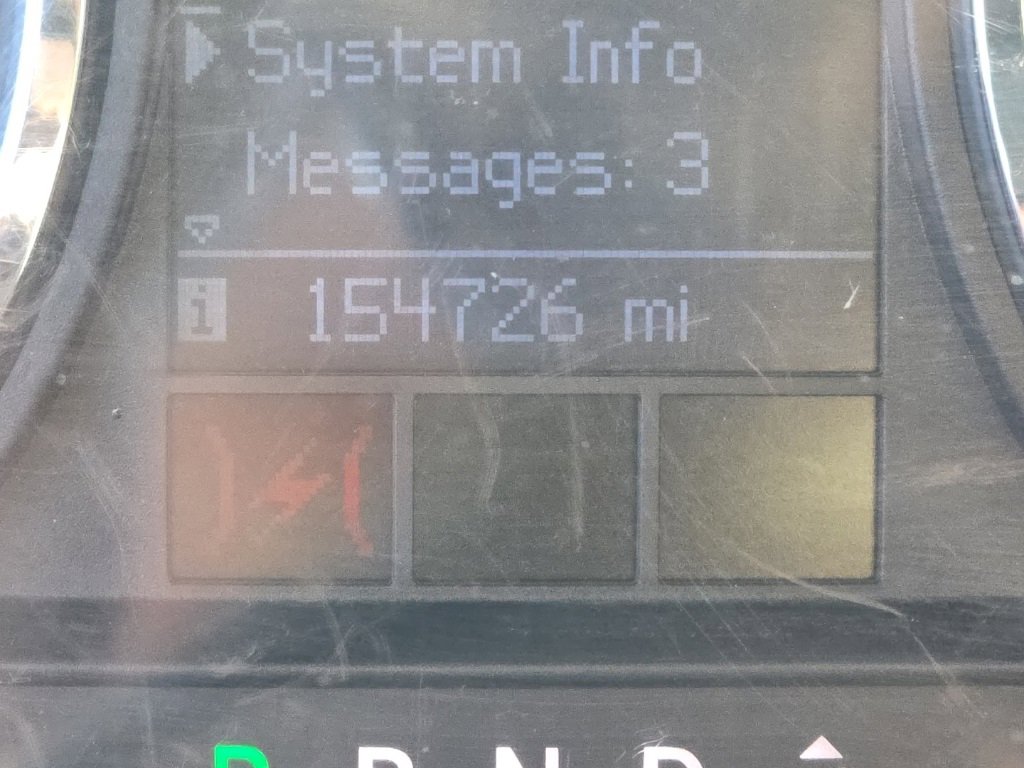 System Info
Messages: 3
i 154726 mi
P R N D